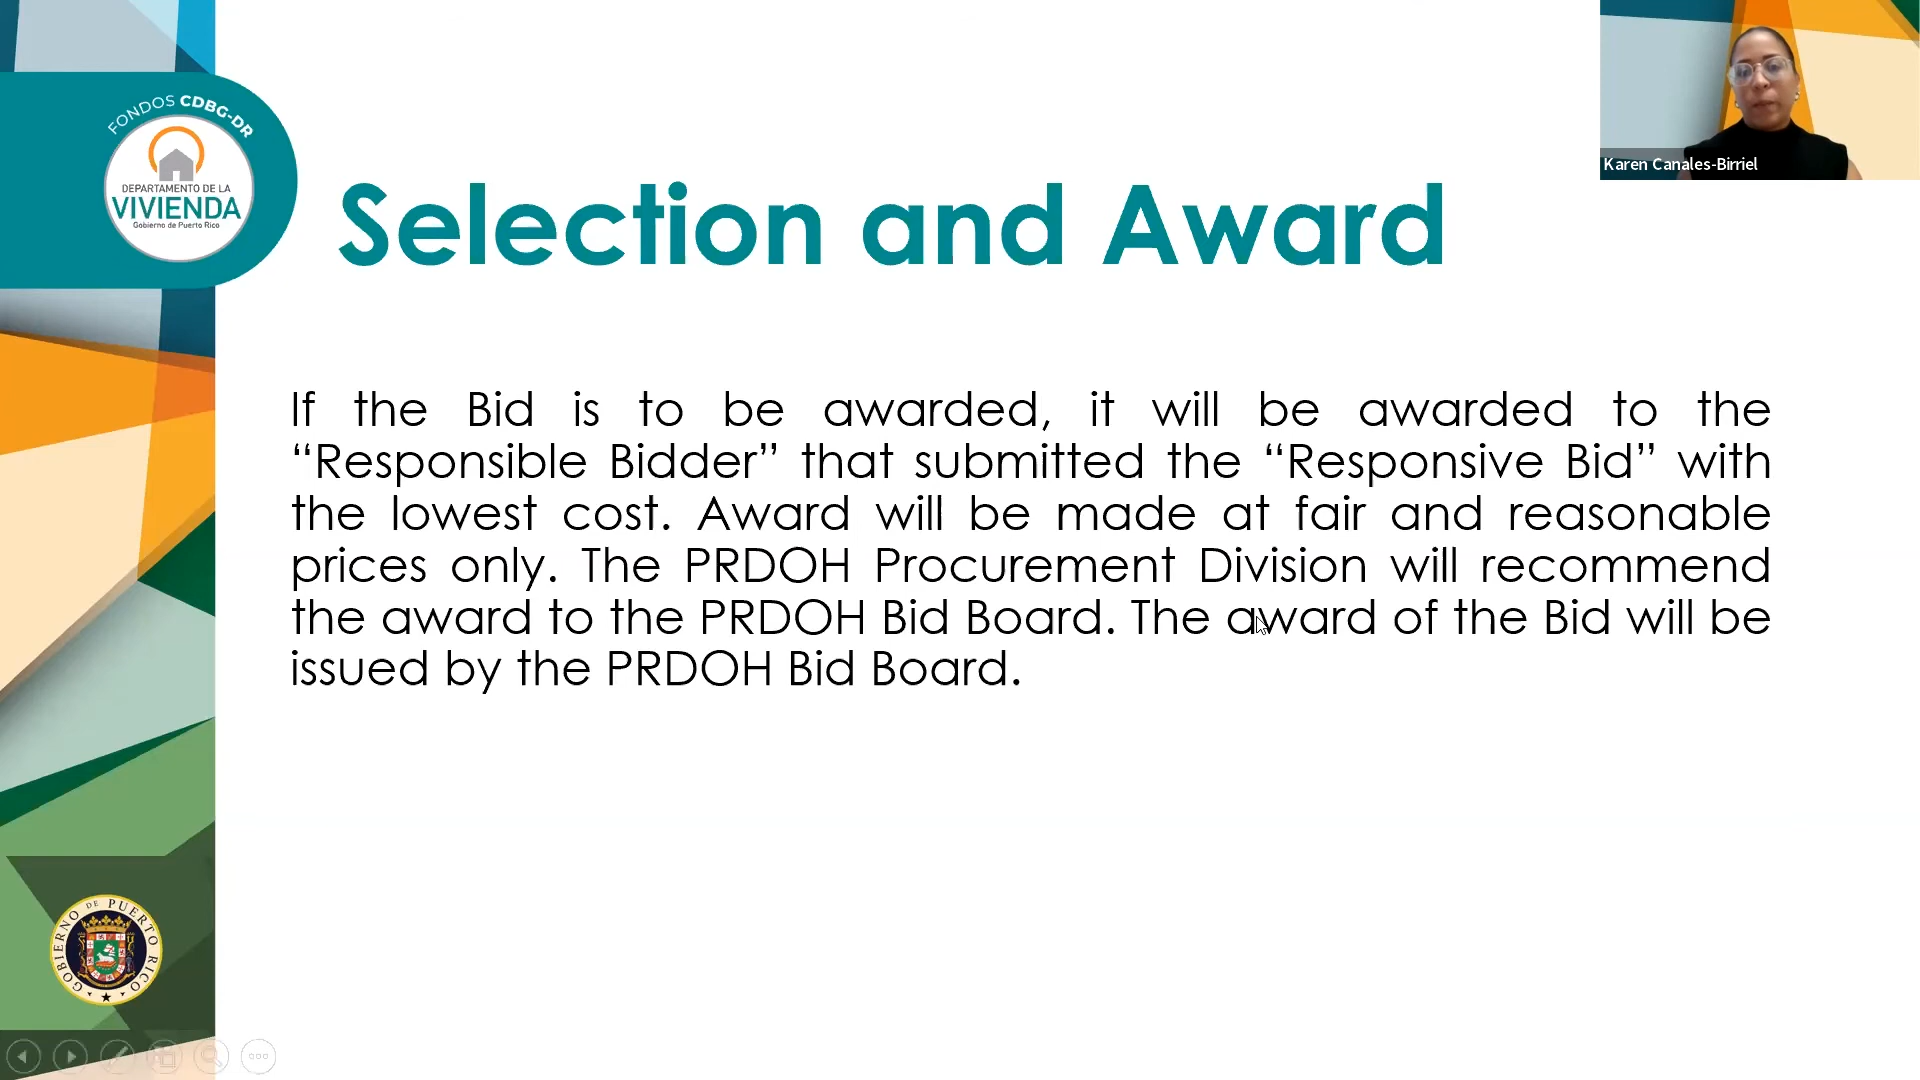 FONDOS CDBG-DR
DEPARTAMENTO DE LA
VIVIENDA
Gobierno de Puerto Rico
Karen Canales-Birriel
Selection and Award
If the Bid is to be awarded, it will be awarded to the
“Responsible Bidder” that submitted the “Responsive Bid” with
the lowest cost. Award will be made at fair and reasonable
prices only. The PRDOH Procurement Division will recommend
the award to the PRDOH Bid Board. The award of the Bid will be
issued by the PRDOH Bid Board.
GOBIERNO DE PUERTO RICO